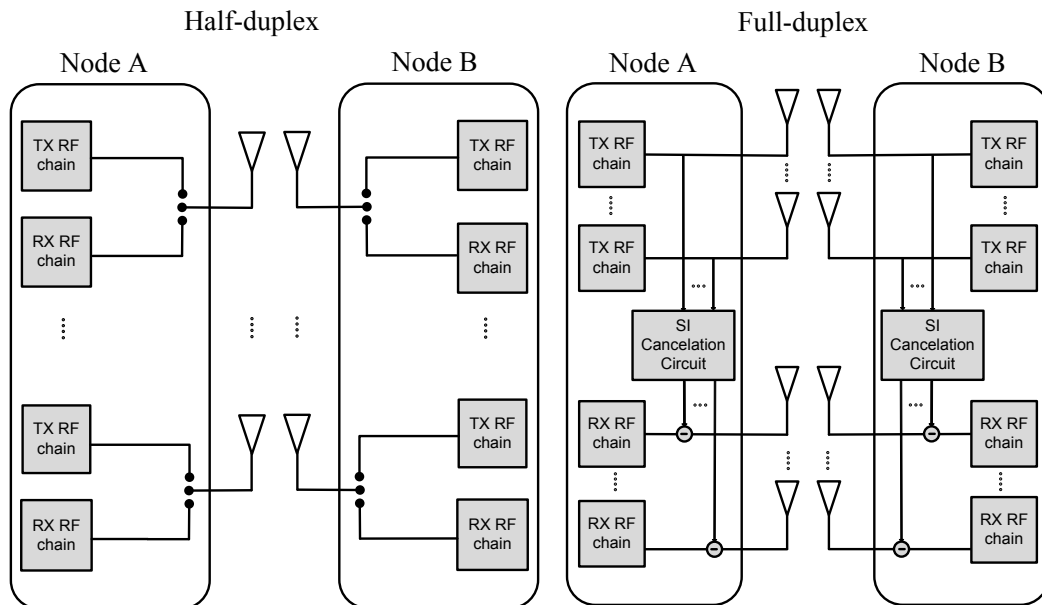 Half-duplex
Full-duplex
Node A
Node B
Node A
Node B
TX RF
chain
RX RF
chain
TX RF
chain
RX RF
chain
TX RF
chain
RX RF
chain
TX RF
chain
RX RF
chain
TX RF
chain
TX RF
chain
SI
Cancelation
Circuit
RX RF
chain
RX RF
chain
TX RF
chain
TX RF
chain
SI
Cancelation
Circuit
RX RF
chain
RX RF
chain